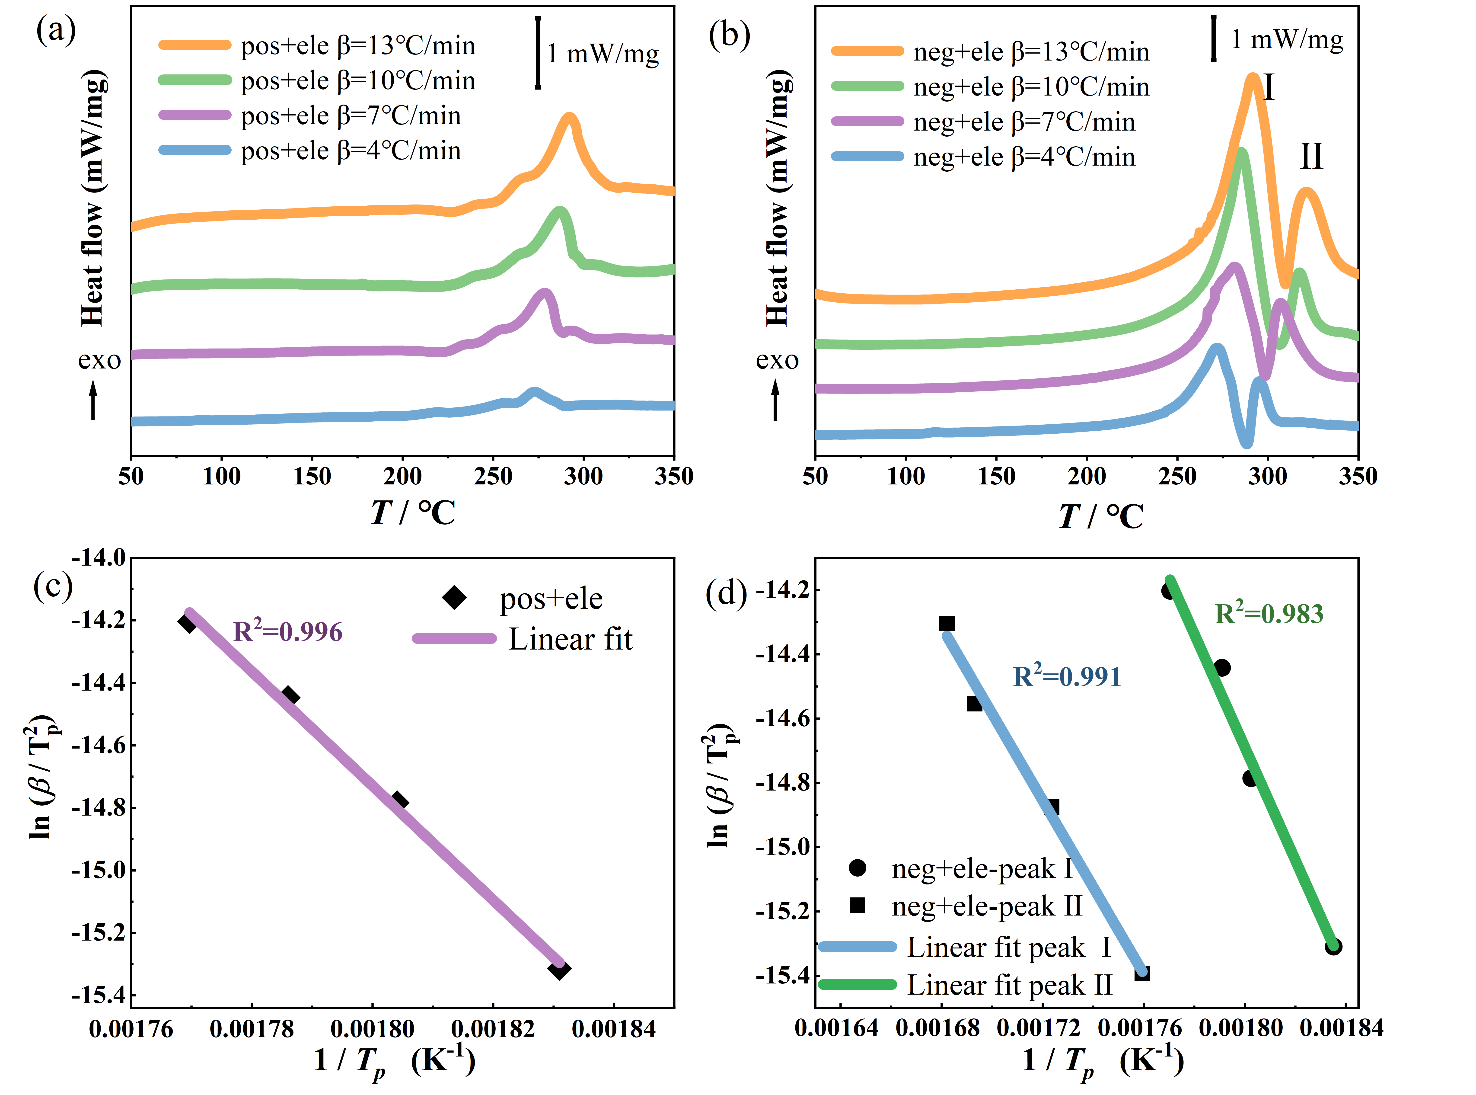 (a)
pos+ele β=13°C/min
pos+ele β=10°C/min
pos+ele β=7°C/min
pos+ele β=4°C/min
1 mW/mg
Heat flow (mW/mg)
exo
50 100 150 200 250 300 350
T / °C
(b)
neg+ele β=13°C/min
neg+ele β=10°C/min
neg+ele β=7°C/min
neg+ele β=4°C/min
1 mW/mg
I
II
Heat flow (mW/mg)
exo
50 100 150 200 250 300 350
T / °C
(c)
pos+ele
Linear fit
R²=0.996
ln (β / T²p)
-14.0
-14.2
-14.4
-14.6
-14.8
-15.0
-15.2
-15.4
0.00176 0.00178 0.00180 0.00182 0.00184
1 / Tp (K⁻¹)
(d)
R²=0.983
R²=0.991
neg+ele-peak I
neg+ele-peak II
Linear fit peak I
Linear fit peak II
ln (β / T²p)
-14.2
-14.4
-14.6
-14.8
-15.0
-15.2
-15.4
0.00164 0.00168 0.00172 0.00176 0.00180 0.00184
1 / Tp (K⁻¹)